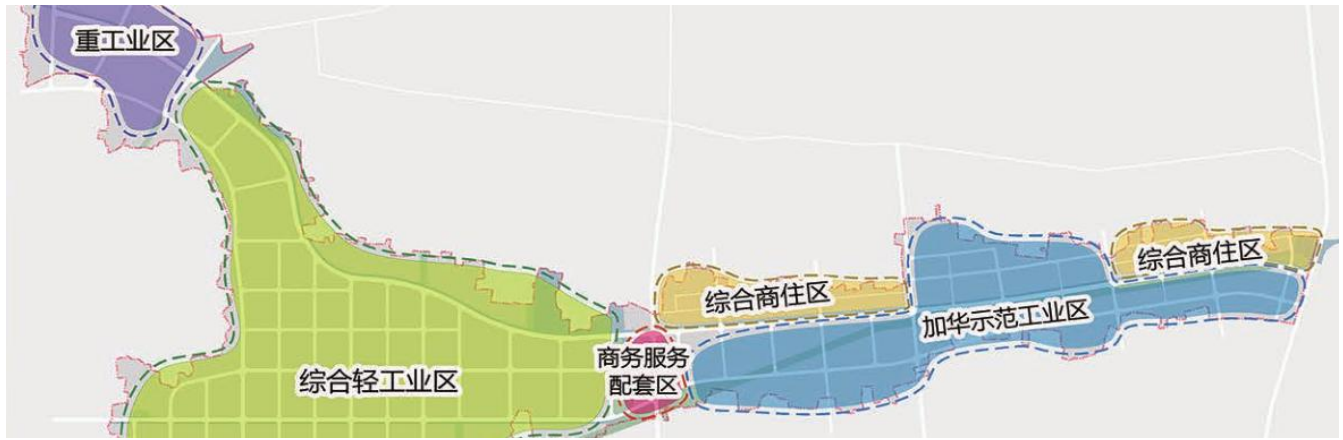 重工业区
综合商住区
综合商住区
加华示范工业区
商务服务
配套区
综合轻工业区